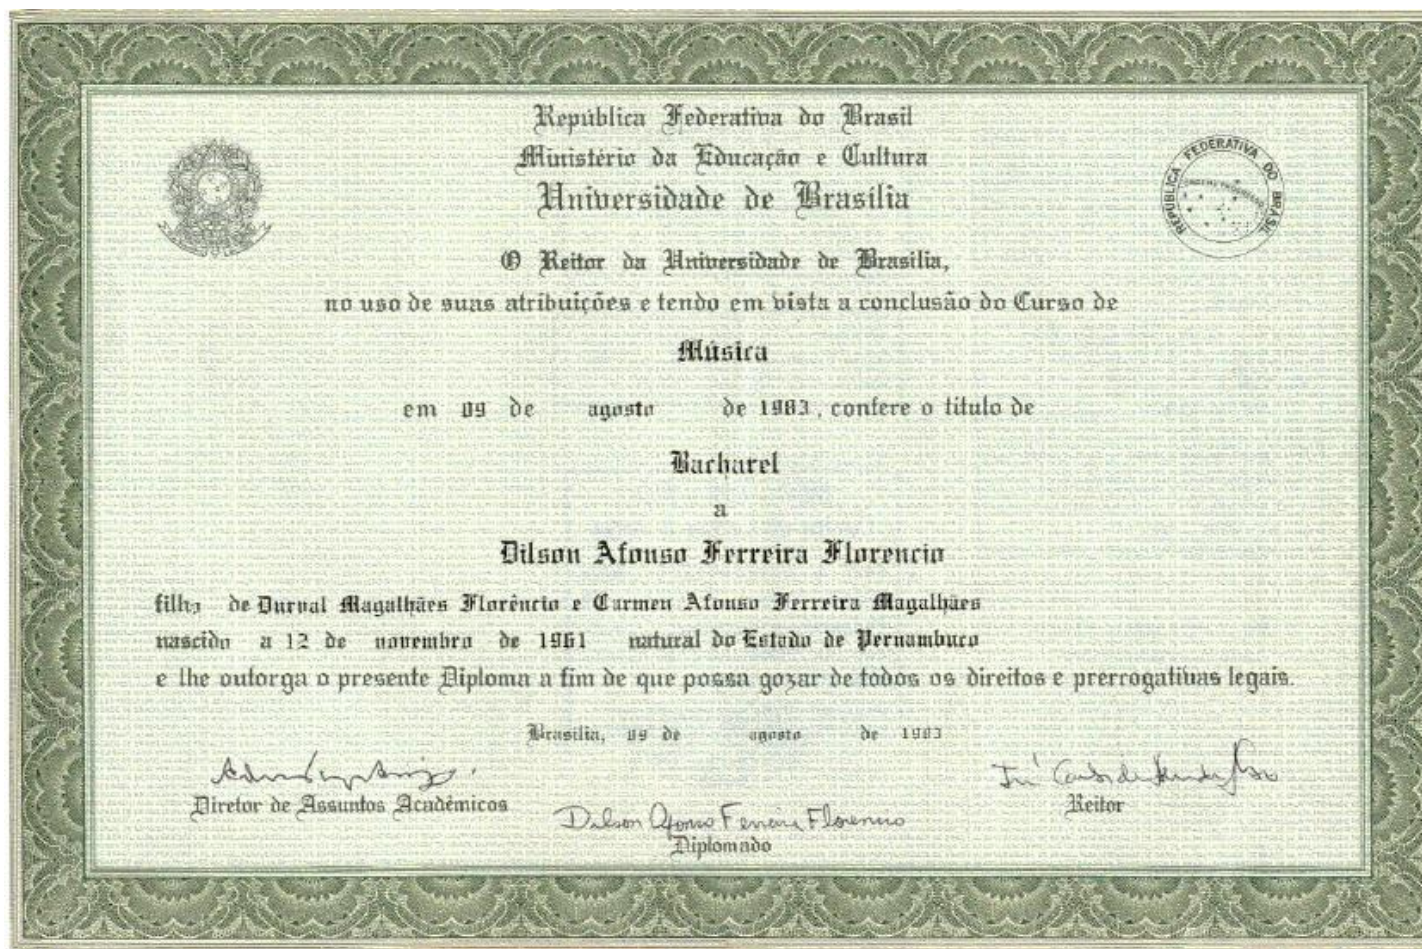 República Federativa do Brasil
Ministério da Educação e Cultura
Universidade de Brasília
REPÚBLICA FEDERATIVA DO BRASIL
O Reitor da Universidade de Brasília,
no uso de suas atribuições e tendo em vista a conclusão do Curso de
Música
em 09 de agosto de 1983, confere o título de
Bacharel
a
Dilson Afonso Ferreira Florencio
filho de Durval Magalhães Florêncio e Carmen Afonso Ferreira Magalhães
nascido a 12 de novembro de 1961 natural do Estado de Pernambuco
e lhe outorga o presente Diploma a fim de que possa gozar de todos os direitos e prerrogativas legais.
Brasília, 09 de agosto de 1983
Diretor de Assuntos Acadêmicos
Reitor
Dilson Afonso Ferreira Florencio
Diplomado